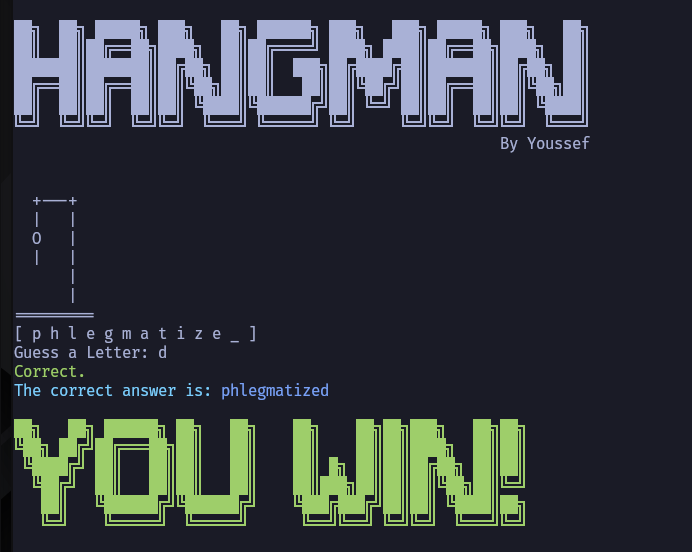 HANGMAN
By Youssef
+---+
|   |
O   |
|   |
    |
    |
=========
[ p h l e g m a t i z e _ ]
Guess a Letter: d
Correct.
The correct answer is: phlegmatized
YOU WIN!